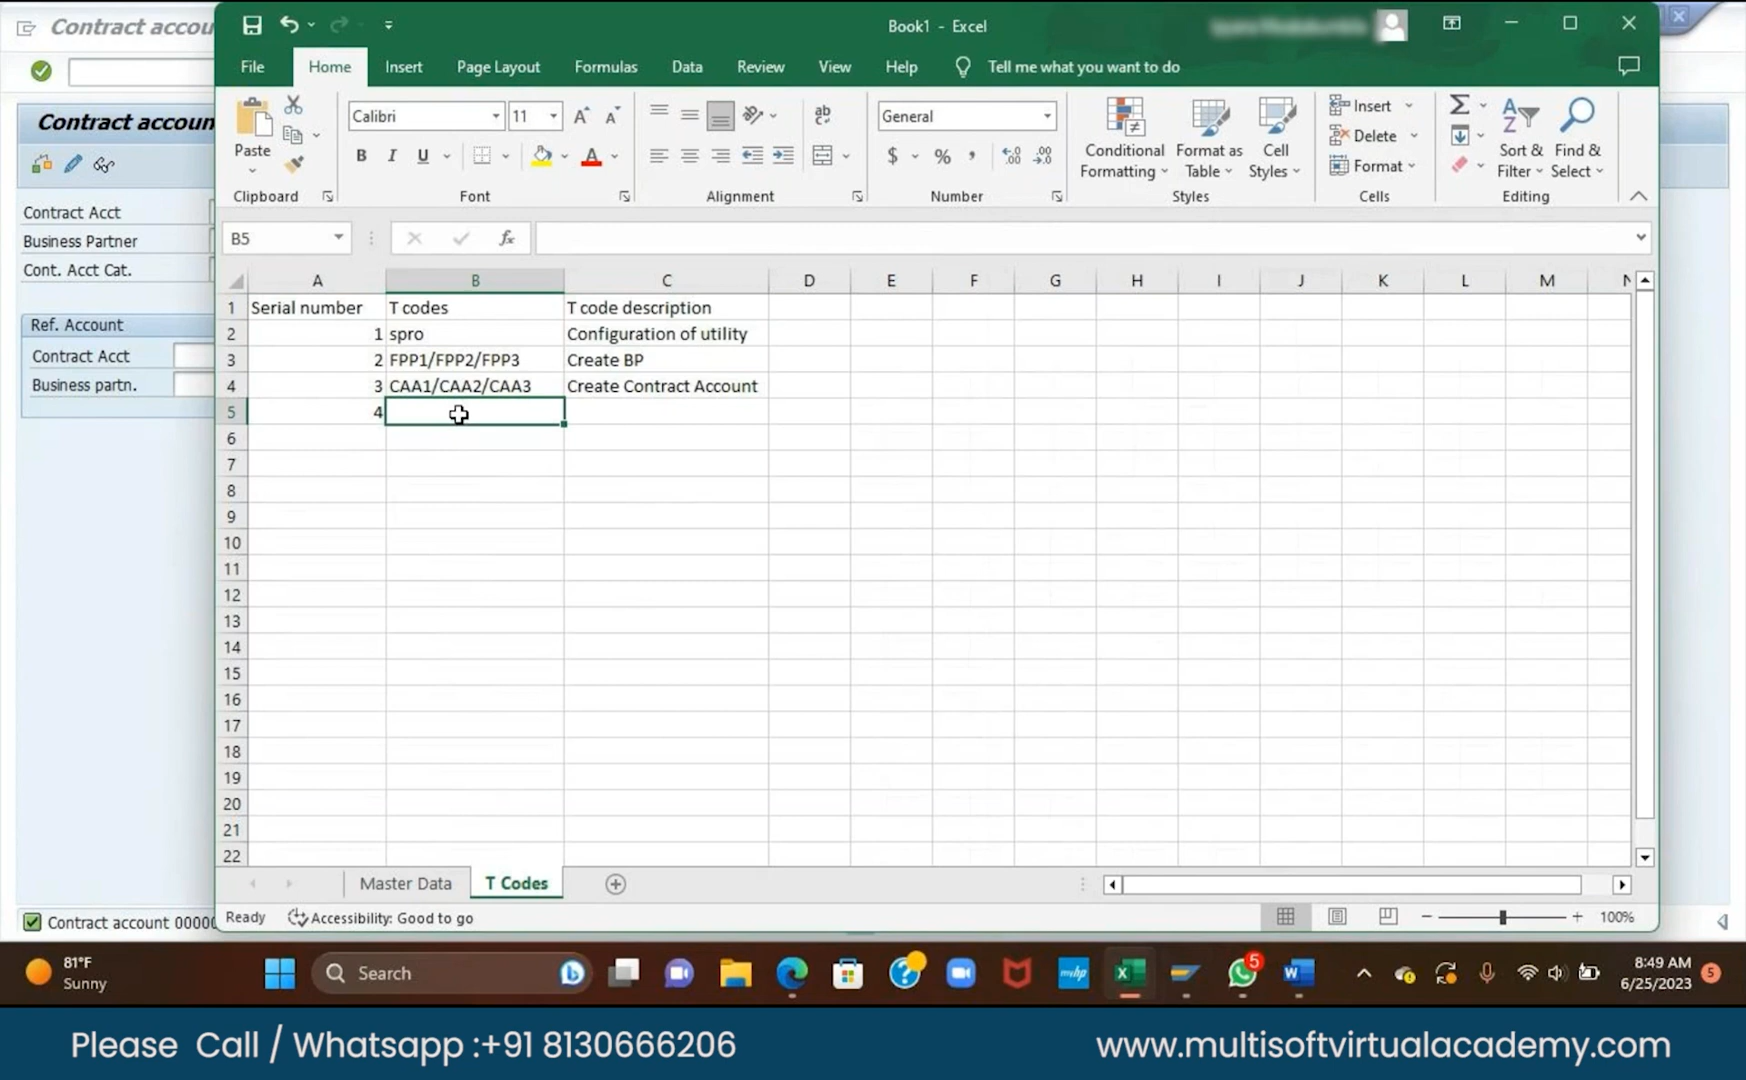 Contract accou
Book1 - Excel
File Home Insert Page Layout Formulas Data Review View Help Tell me what you want to do
Contract accoun
Paste
Calibri 11
General
Conditional Formatting
Format as Table
Cell Styles
Insert
Delete
Format
Sort & Filter
Find & Select
Clipboard Font Alignment Number Styles Cells Editing
Contract Acct
Business Partner
Cont. Acct Cat.
Ref. Account
Contract Acct
Business partn.
B5
fx
A B C D E F G H I J K L M N
1 Serial number T codes T code description
2 1 spro Configuration of utility
3 2 FPP1/FPP2/FPP3 Create BP
4 3 CAA1/CAA2/CAA3 Create Contract Account
5 4
6
7
8
9
10
11
12
13
14
15
16
17
18
19
20
21
22
Master Data T Codes
Ready Accessibility: Good to go 100%
Contract account 00000
81°F
Sunny
Search
5
8:49 AM
6/25/2023
5
Please Call / Whatsapp :+91 8130666206 www.multisoftvirtualacademy.com